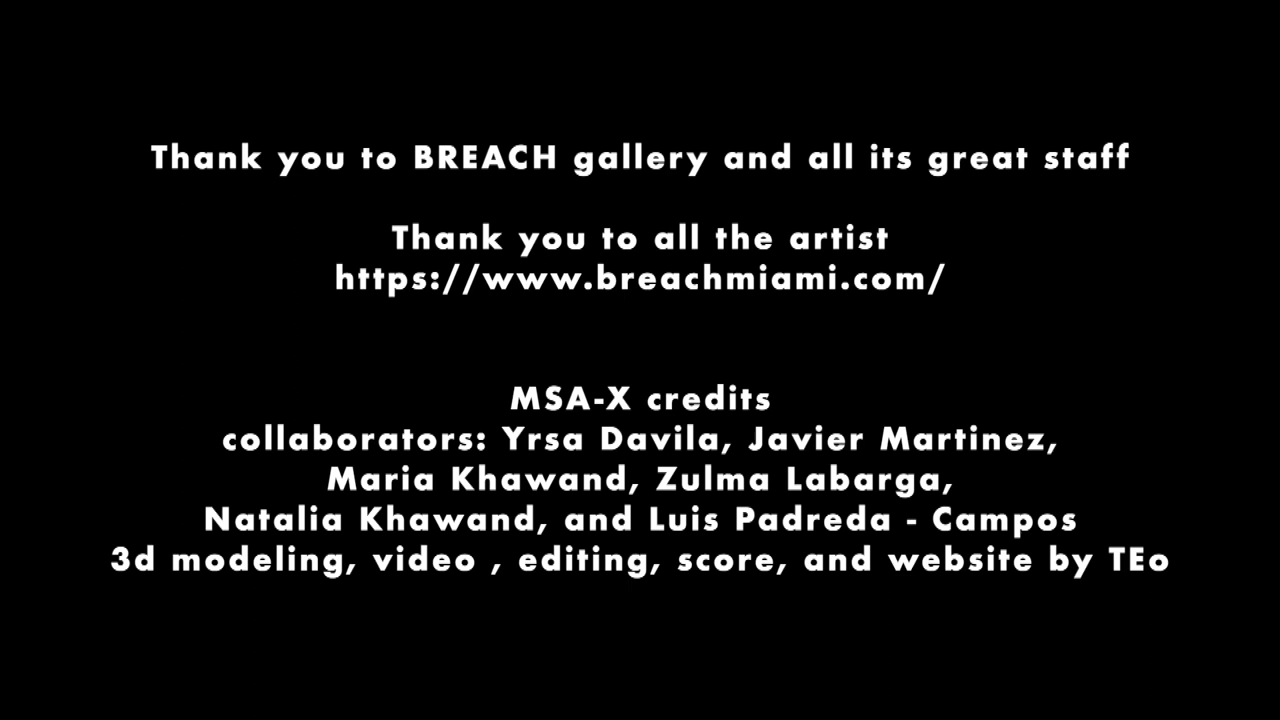 Thank you to BREACH gallery and all its great staff
Thank you to all the artist
https://www.breachmiami.com/
MSA-X credits
collaborators: Yrsa Davila, Javier Martinez,
Maria Khawand, Zulma Labarga,
Natalia Khawand, and Luis Padreda - Campos
3d modeling, video , editing, score, and website by TEo